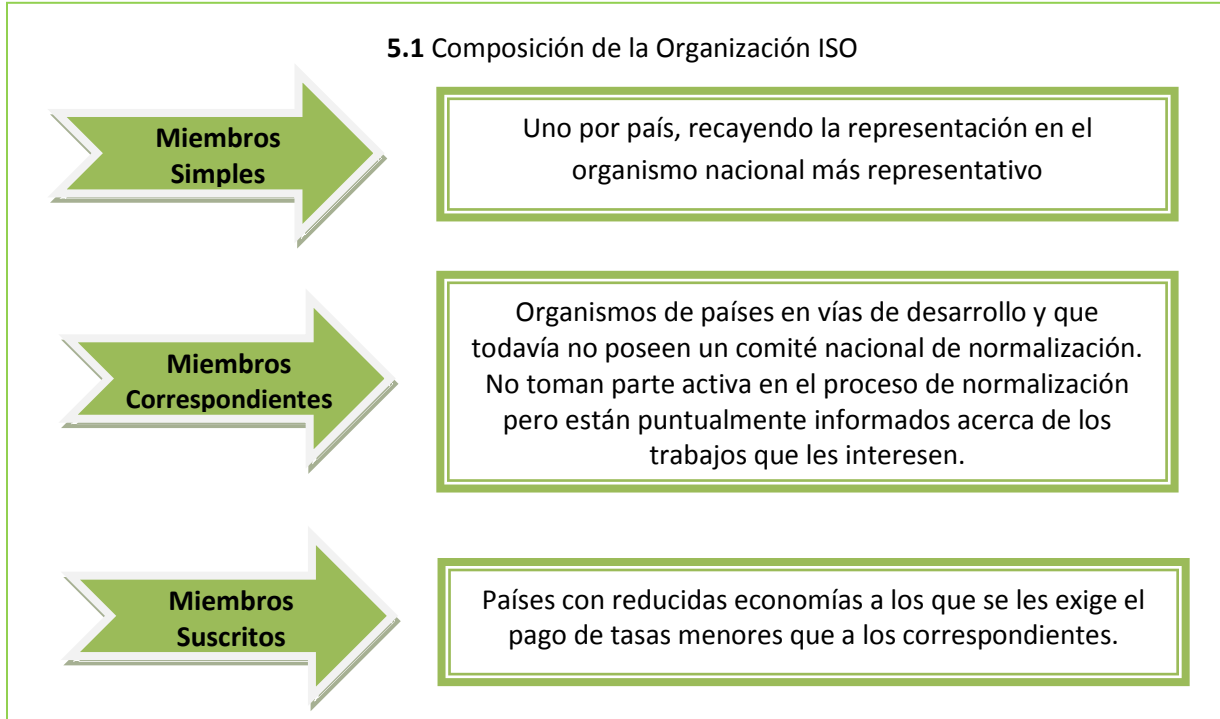 5.1 Composición de la Organización ISO
Miembros
Simples
Uno por país, recayendo la representación en el
organismo nacional más representativo
Miembros
Correspondientes
Organismos de países en vías de desarrollo y que
todavía no poseen un comité nacional de normalización.
No toman parte activa en el proceso de normalización
pero están puntualmente informados acerca de los
trabajos que les interesen.
Miembros
Suscritos
Países con reducidas economías a los que se les exige el
pago de tasas menores que a los correspondientes.